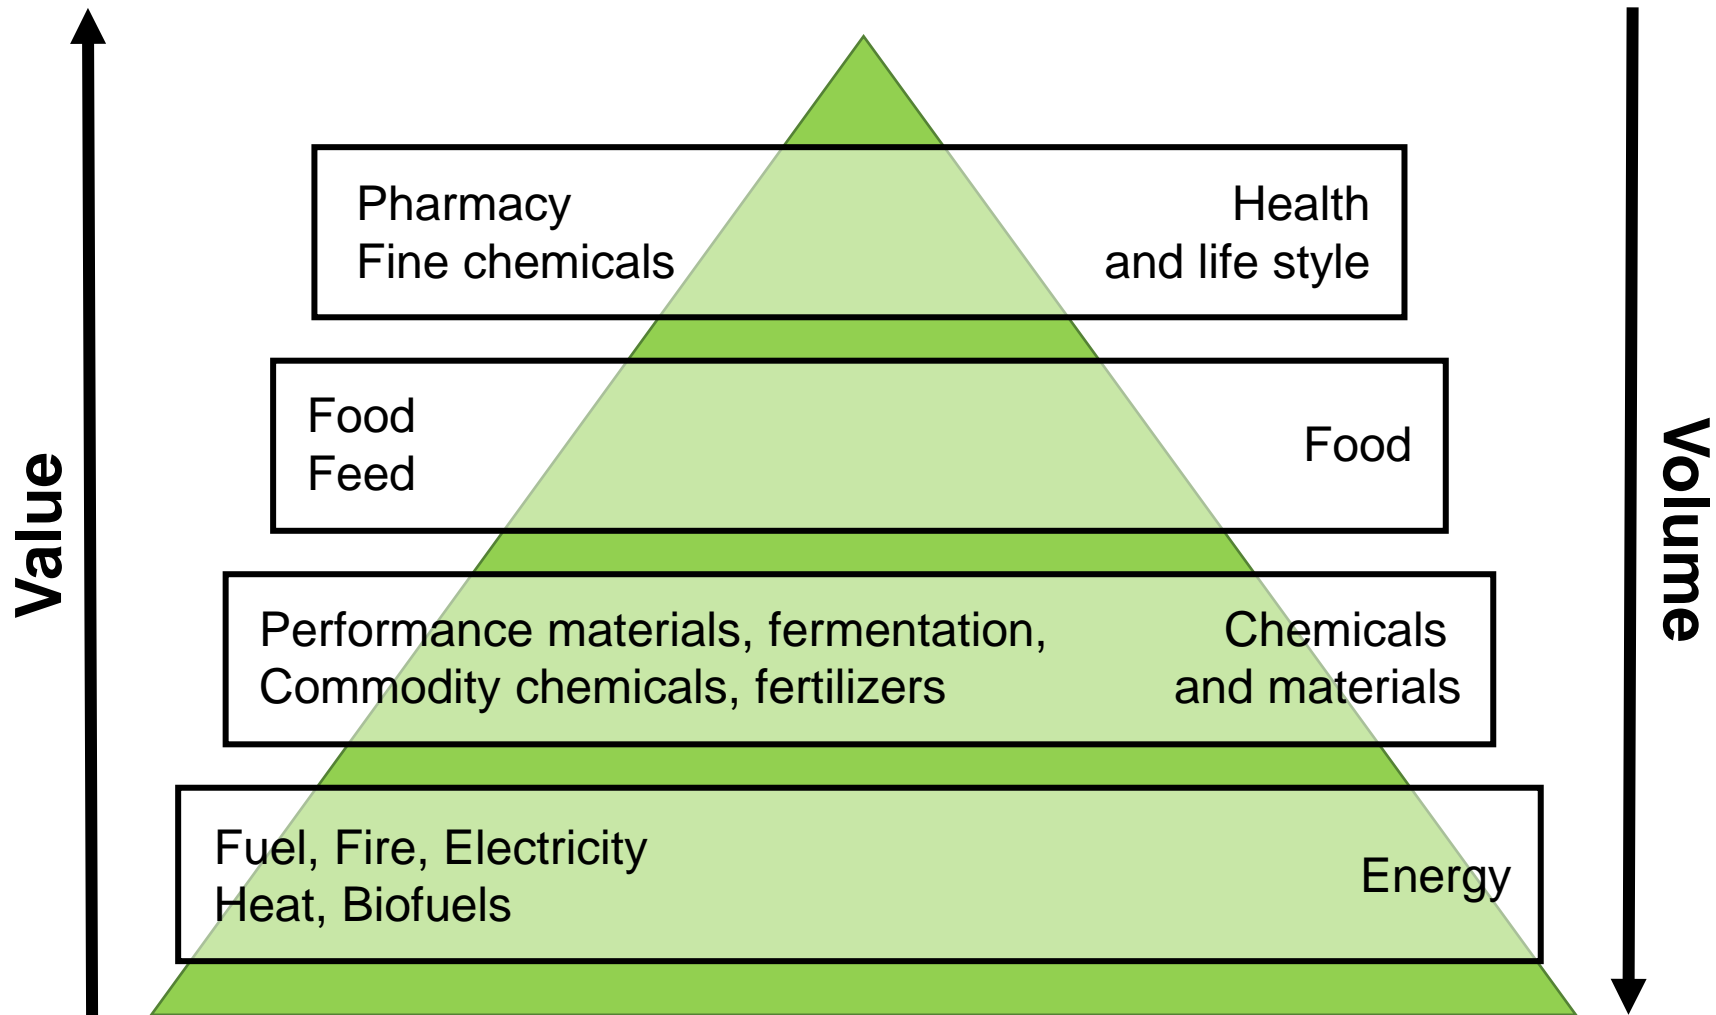 Value
Pharmacy
Fine chemicals
Health
and life style
Food
Feed
Food
Performance materials, fermentation,
Commodity chemicals, fertilizers
Chemicals
and materials
Fuel, Fire, Electricity
Heat, Biofuels
Energy
Volume